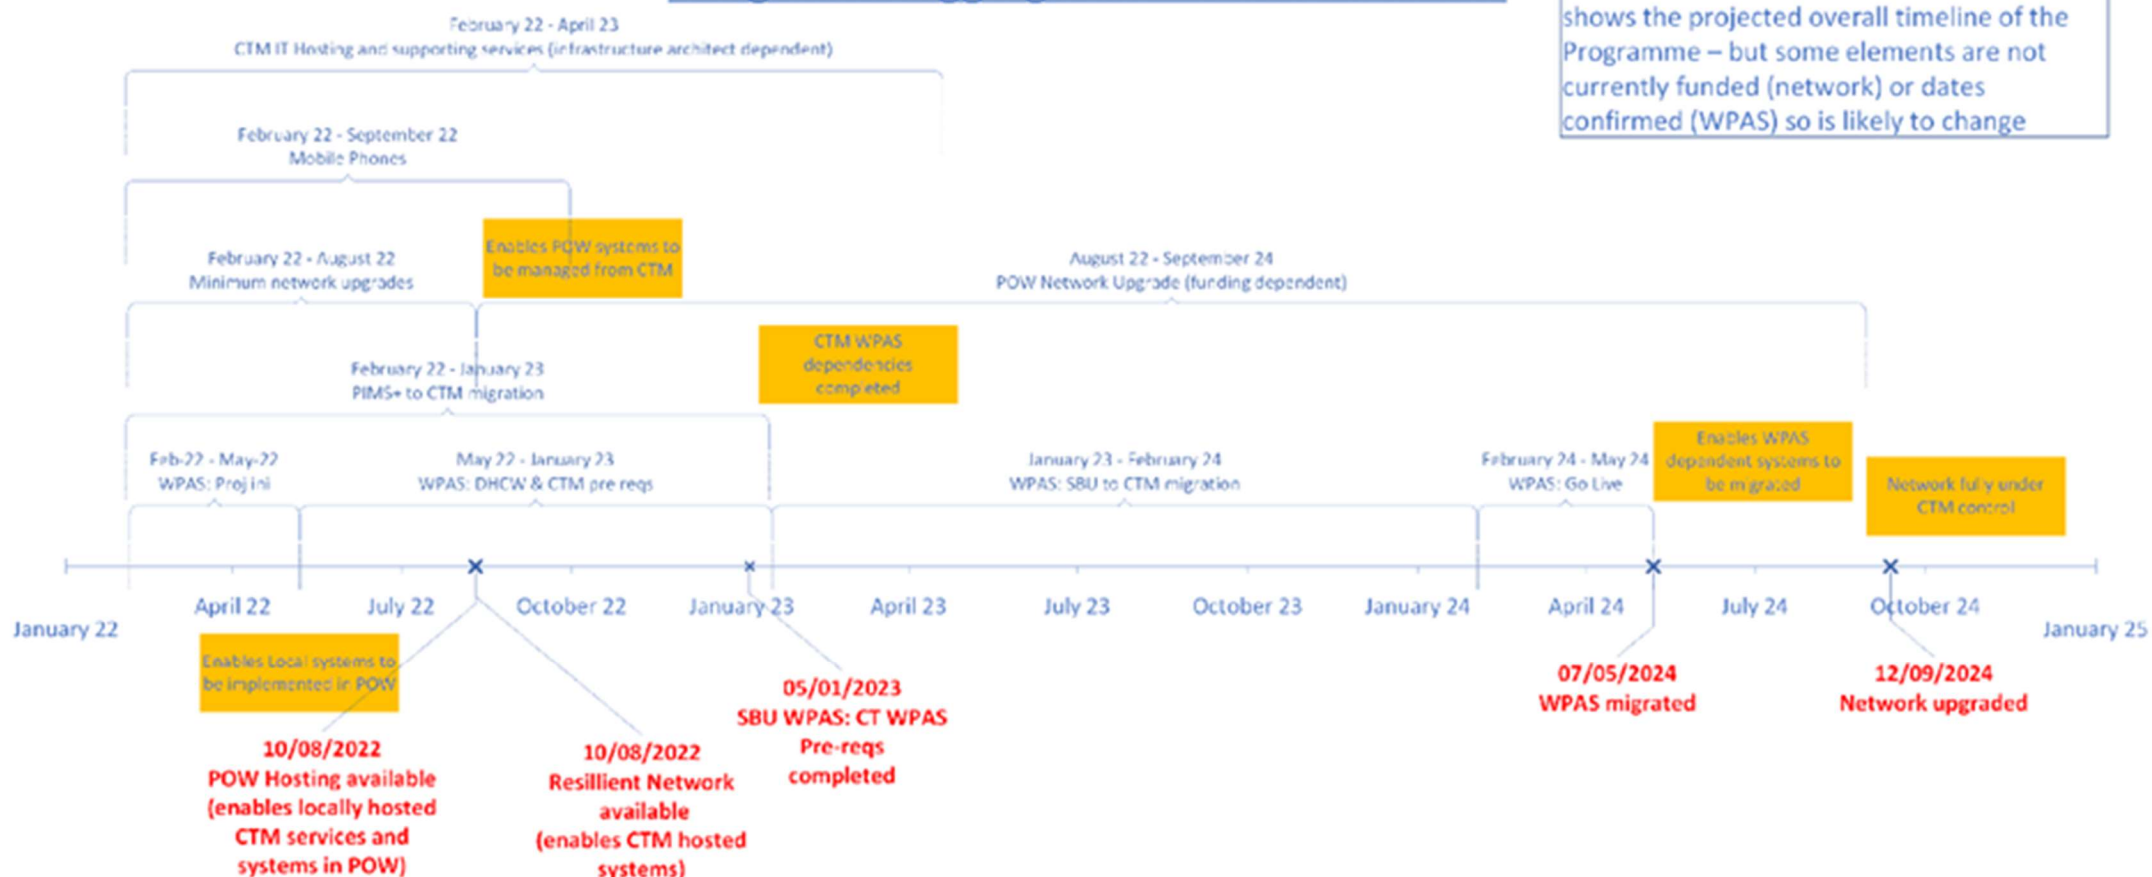 shows the projected overall timeline of the
Programme – but some elements are not
currently funded (network) or dates
confirmed (WPAS) so is likely to change
February 22 - April 23
CTM IT Hosting and supporting services (infrastructure architect dependent)
February 22 - September 22
Mobile Phones
Enables POW systems to
be managed from CTM
February 22 - August 22
Minimum network upgrades
August 22 - September 24
POW Network Upgrade (funding dependent)
CTM WPAS
dependencies
completed
February 22 - January 23
PIMS+ to CTM migration
Feb-22 - May-22
WPAS: Proj ini
May 22 - January 23
WPAS: DHCW & CTM pre reqs
January 23 - February 24
WPAS: SBU to CTM migration
February 24 - May 24
WPAS: Go Live
Enables WPAS
dependent systems to
be migrated
Network fully under
CTM control
January 22
April 22
July 22
October 22
January 23
April 23
July 23
October 23
January 24
April 24
July 24
October 24
January 25
Enables Local systems to
be implemented in POW
10/08/2022
POW Hosting available
(enables locally hosted
CTM services and
systems in POW)
10/08/2022
Resillient Network
available
(enables CTM hosted
systems)
05/01/2023
SBU WPAS: CT WPAS
Pre-reqs
completed
07/05/2024
WPAS migrated
12/09/2024
Network upgraded